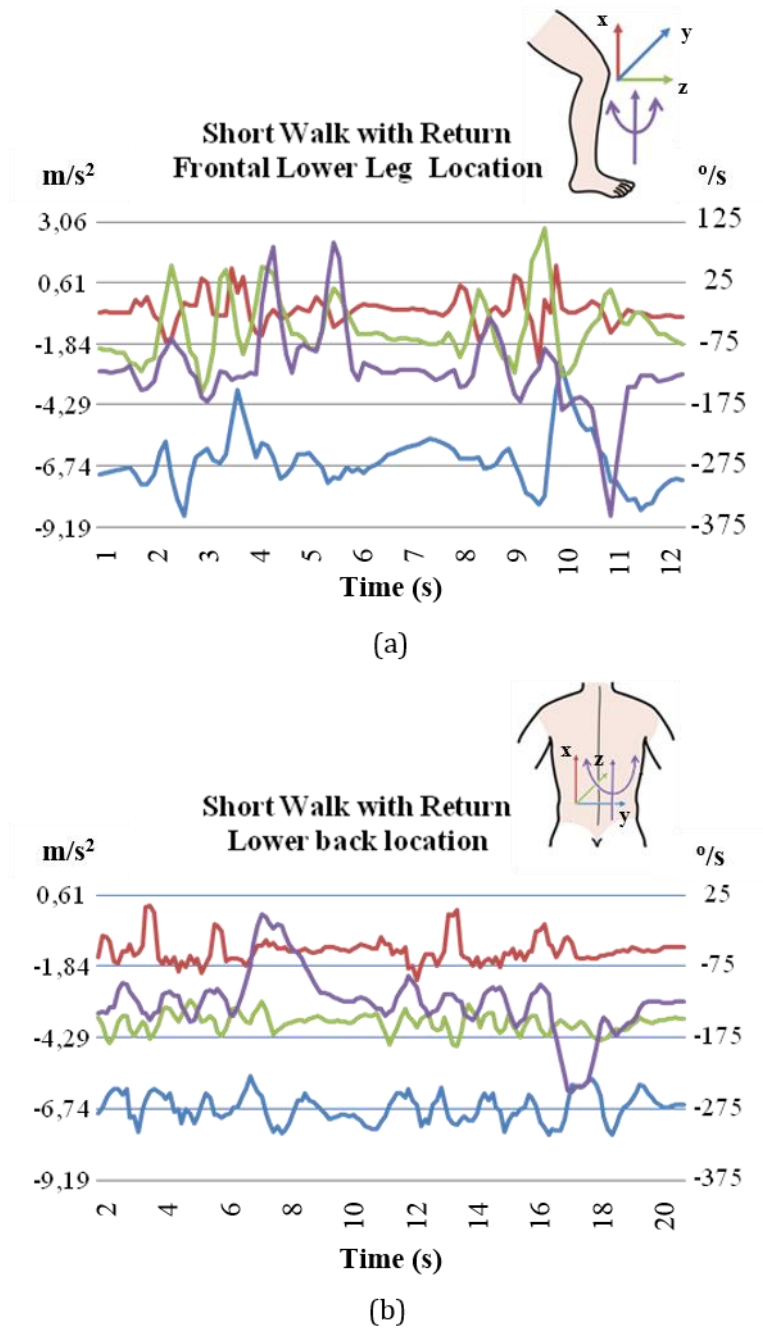 x
y
z
Short Walk with Return
Frontal Lower Leg Location
m/s²
º/s
3,06
0,61
-1,84
-4,29
-6,74
-9,19
125
25
-75
-175
-275
-375
1 2 3 4 5 6 7 8 9 10 11 12
Time (s)
(a)
x
z
y
Short Walk with Return
Lower back location
m/s²
º/s
0,61
-1,84
-4,29
-6,74
-9,19
25
-75
-175
-275
-375
2 4 6 8 10 12 14 16 18 20
Time (s)
(b)